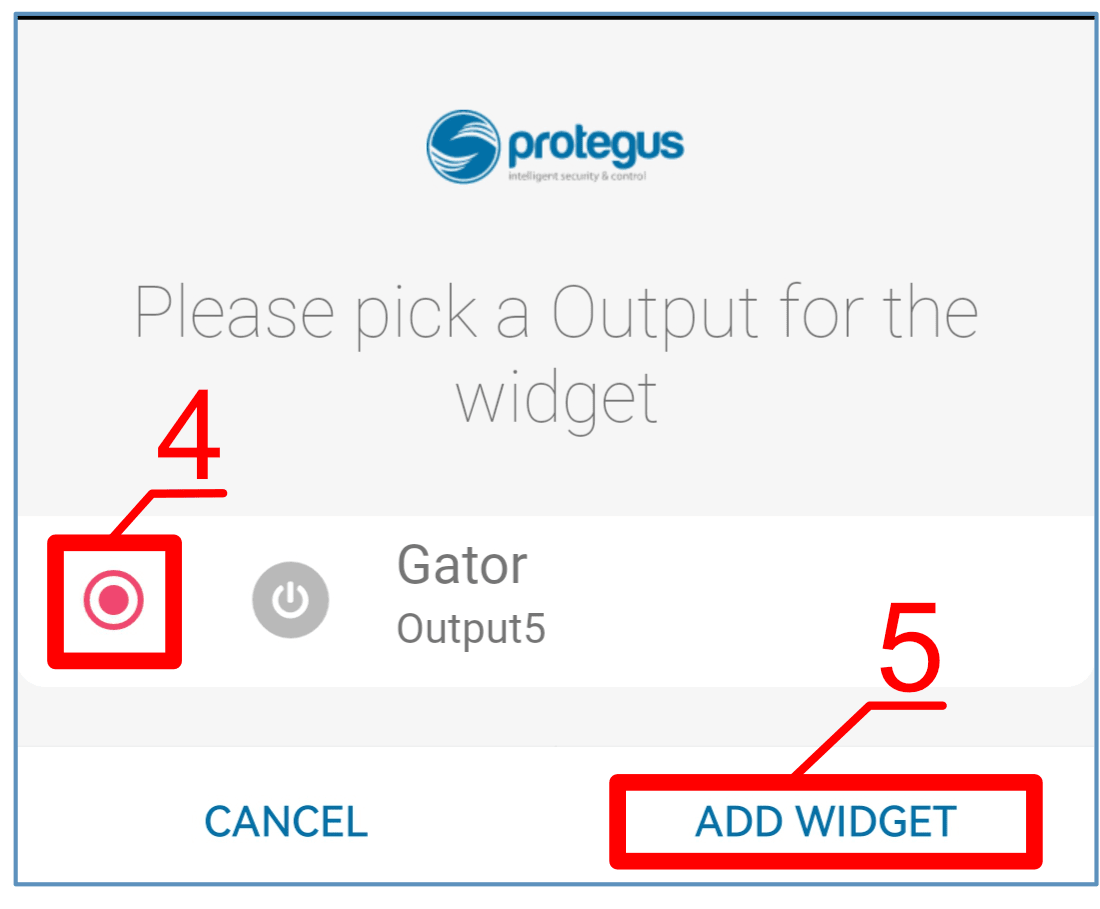 protegus
intelligent security & control
Please pick a Output for the
widget
4
Gator
Output5
5
CANCEL
ADD WIDGET